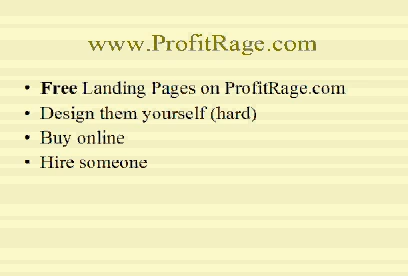 www.ProfitRage.com
• Free Landing Pages on ProfitRage.com
• Design them yourself (hard)
• Buy online
• Hire someone